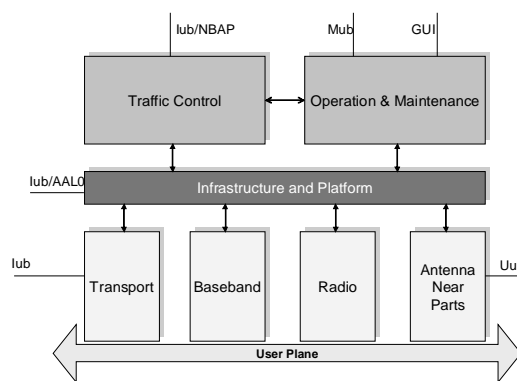 Iub/NBAP
Mub
GUI
Traffic Control
Operation & Maintenance
Iub/AAL0
Infrastructure and Platform
Iub
Transport
Baseband
Radio
Antenna
Near
Parts
Uu
User Plane